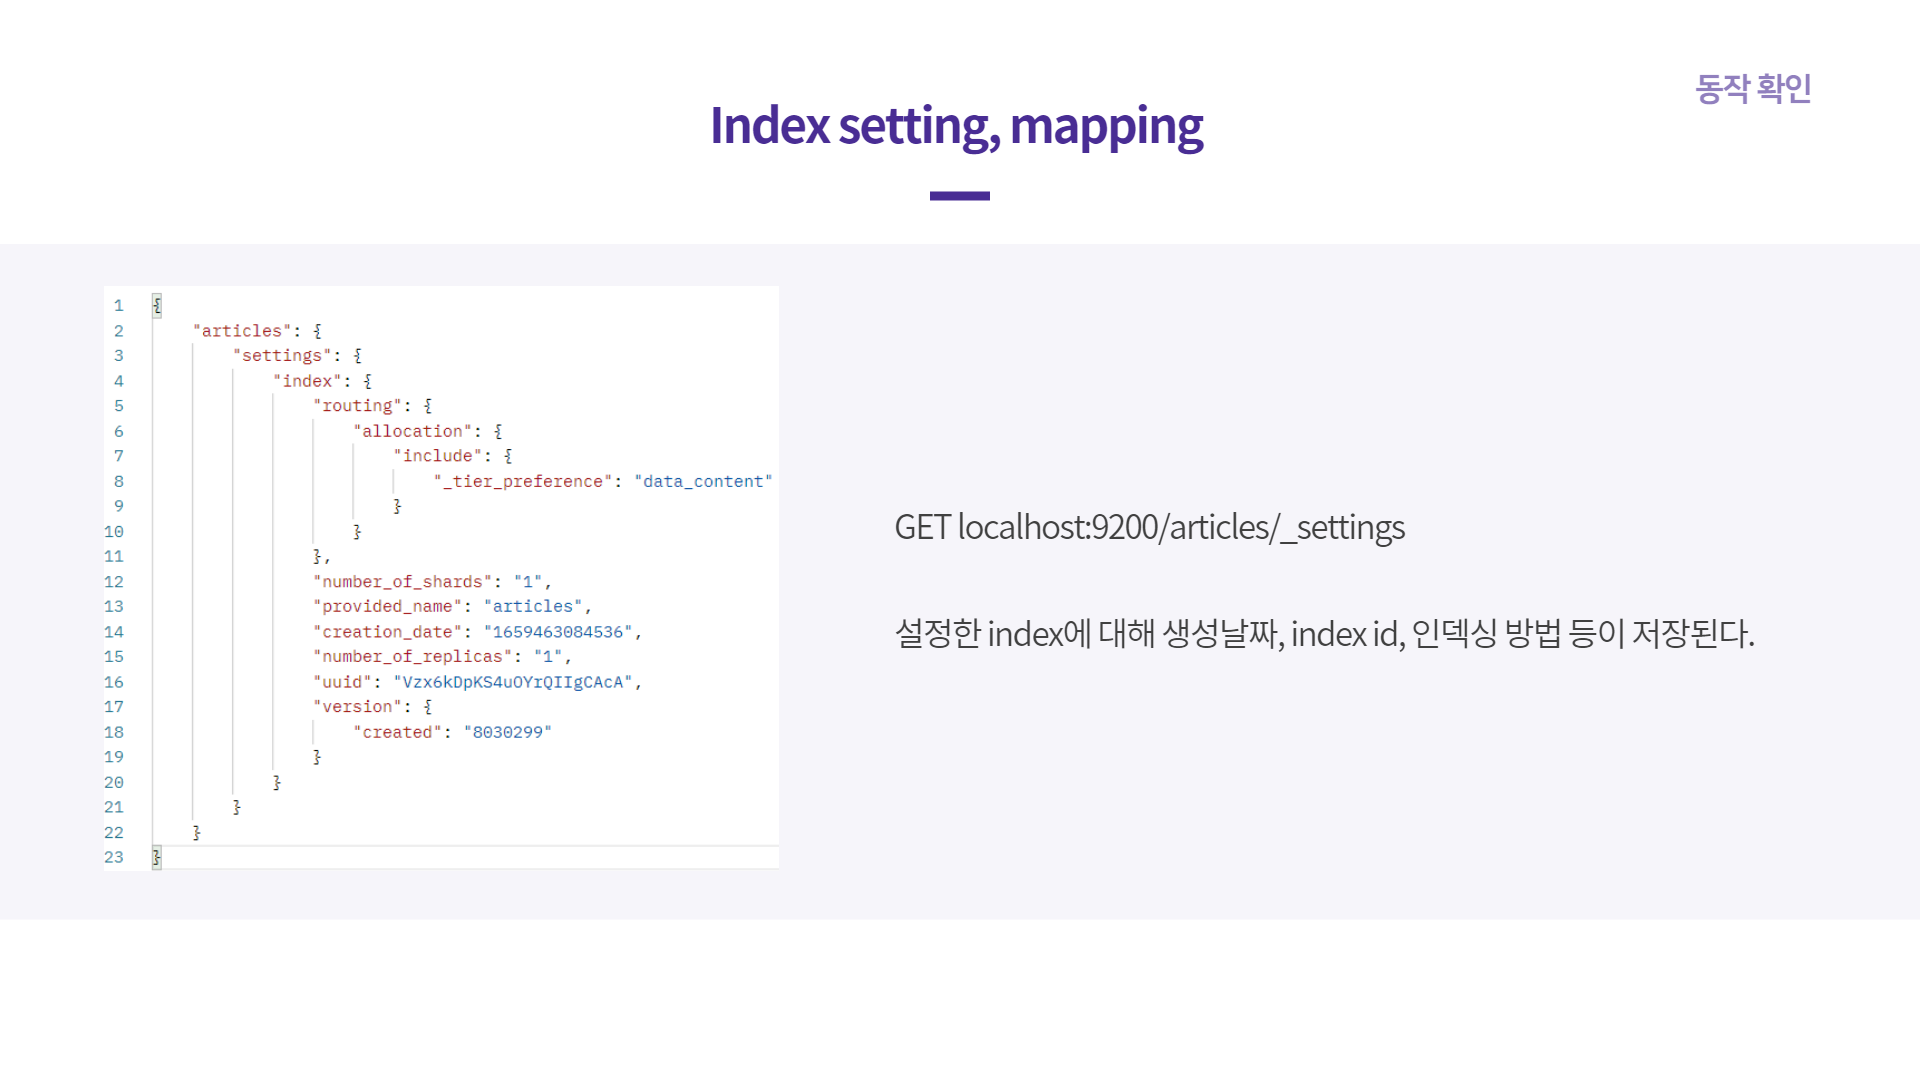 동작 확인
Index setting, mapping
1 {
2 "articles": {
3 "settings": {
4 "index": {
5 "routing": {
6 "allocation": {
7 "include": {
8 "_tier_preference": "data_content"
9 }
10 }
11 },
12 "number_of_shards": "1",
13 "provided_name": "articles",
14 "creation_date": "1659463084536",
15 "number_of_replicas": "1",
16 "uuid": "Vzx6kDpKS4uOYrQIIgCAcA",
17 "version": {
18 "created": "8030299"
19 }
20 }
21 }
22 }
23 }
GET localhost:9200/articles/_settings
설정한 index에 대해 생성날짜, index id, 인덱싱 방법 등이 저장된다.